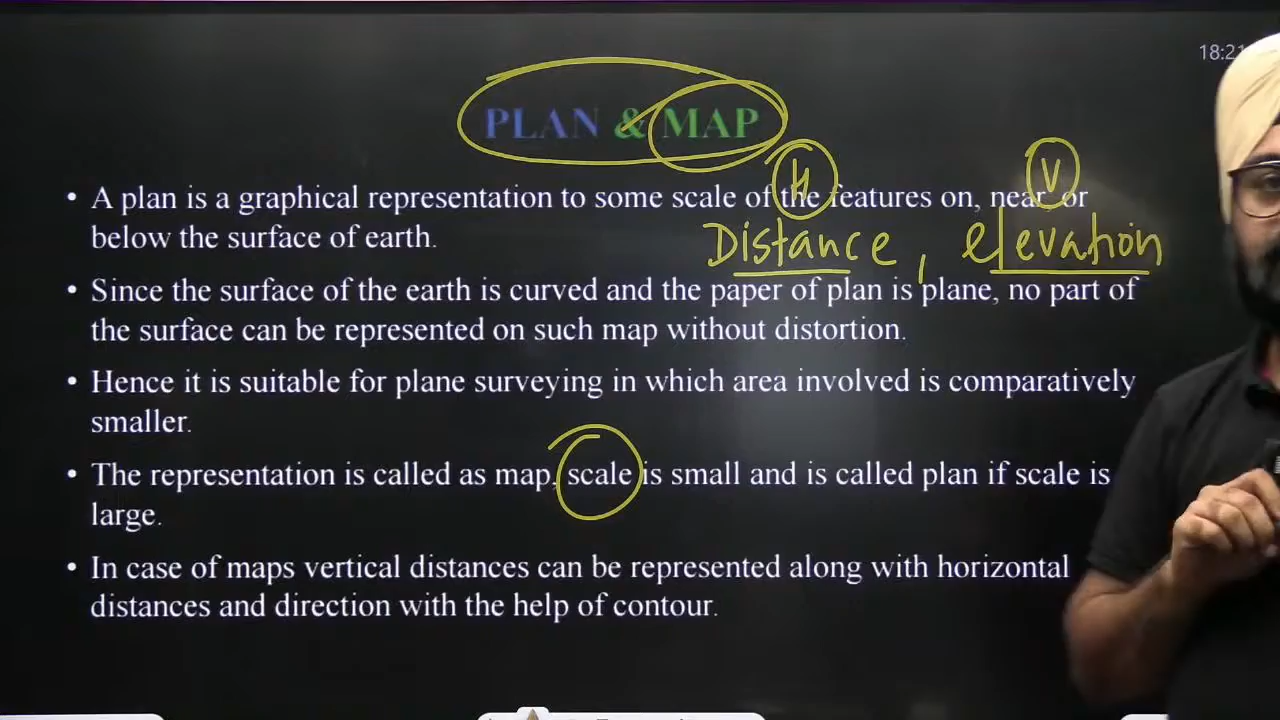 18:21
PLAN & MAP
H V
• A plan is a graphical representation to some scale of the features on, near, or
below the surface of earth.
Distance, elevation
• Since the surface of the earth is curved and the paper of plan is plane, no part of
the surface can be represented on such map without distortion.
• Hence it is suitable for plane surveying in which area involved is comparatively
smaller.
• The representation is called as map, scale is small and is called plan if scale is
large.
• In case of maps vertical distances can be represented along with horizontal
distances and direction with the help of contour.